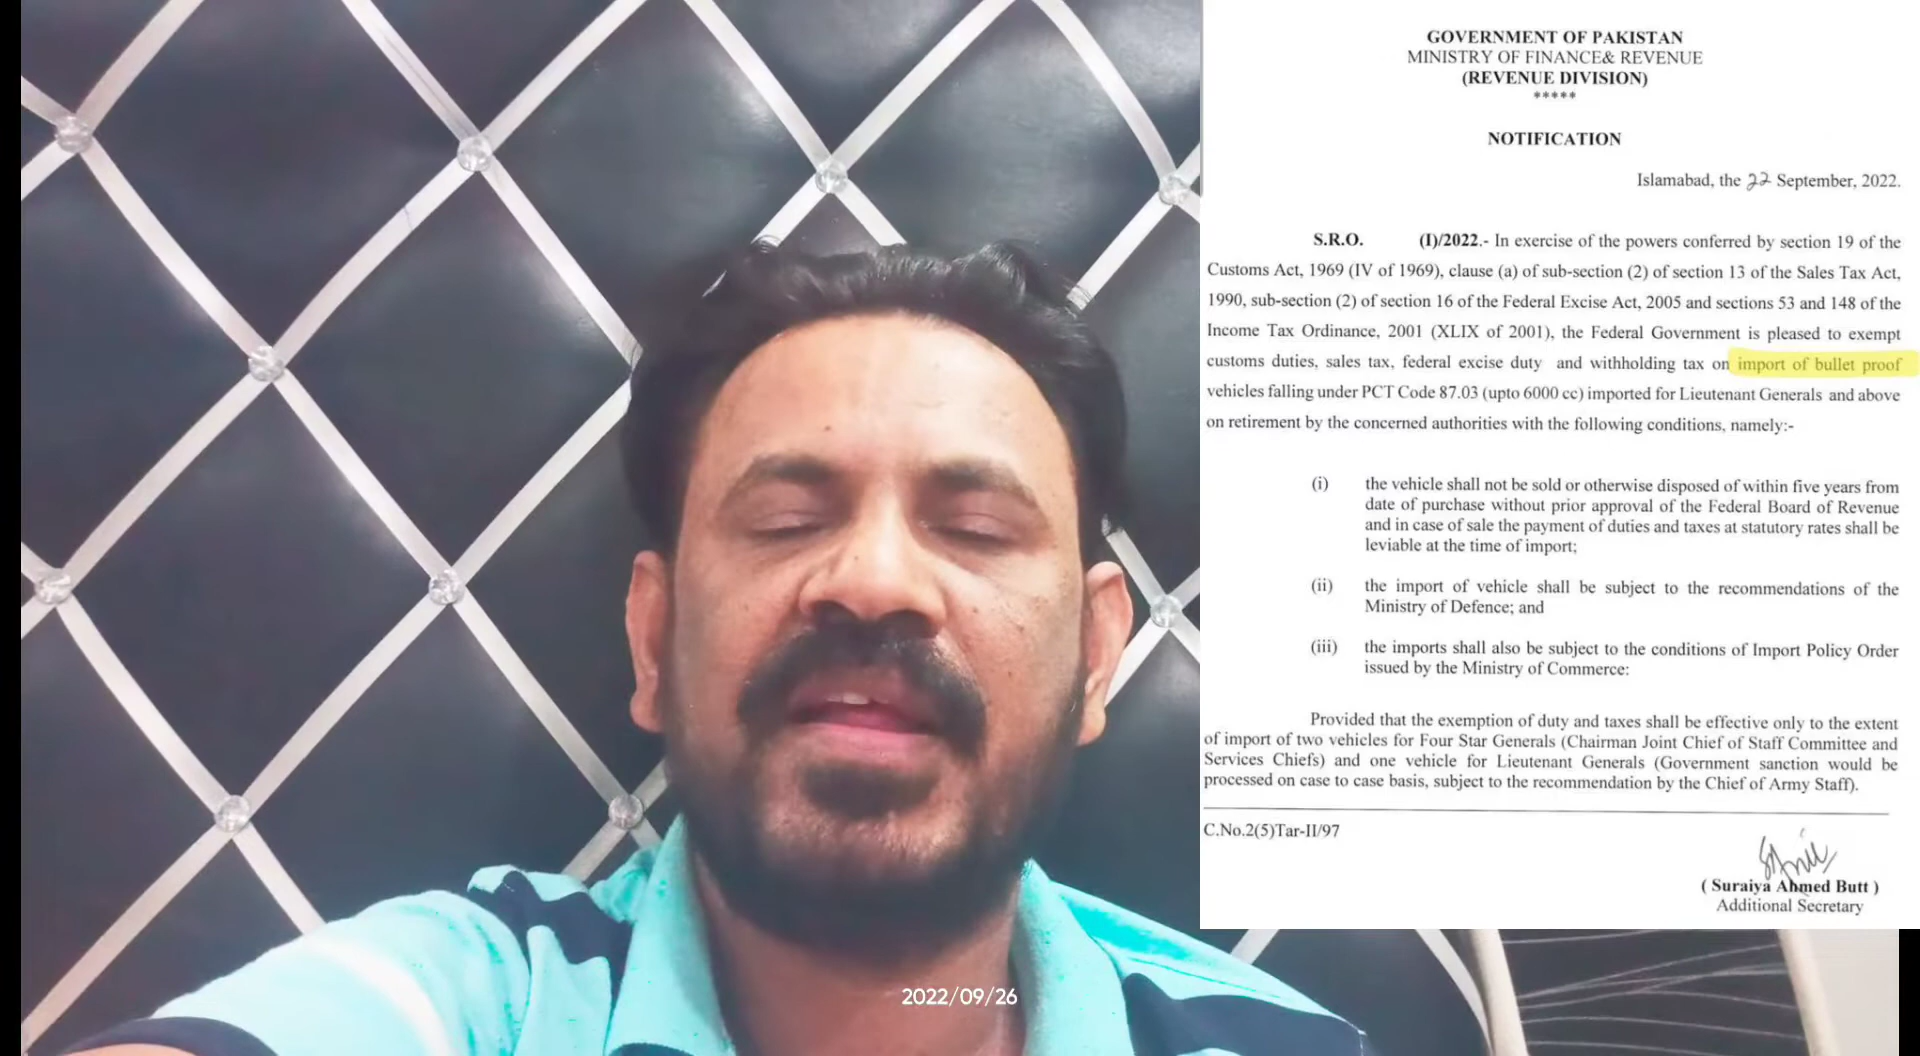 GOVERNMENT OF PAKISTAN
MINISTRY OF FINANCE& REVENUE
(REVENUE DIVISION)
*****
NOTIFICATION
Islamabad, the 22 September, 2022.
S.R.O. (I)/2022.- In exercise of the powers conferred by section 19 of the
Customs Act, 1969 (IV of 1969), clause (a) of sub-section (2) of section 13 of the Sales Tax Act,
1990, sub-section (2) of section 16 of the Federal Excise Act, 2005 and sections 53 and 148 of the
Income Tax Ordinance, 2001 (XLIX of 2001), the Federal Government is pleased to exempt
customs duties, sales tax, federal excise duty and withholding tax on import of bullet proof
vehicles falling under PCT Code 87.03 (upto 6000 cc) imported for Lieutenant Generals and above
on retirement by the concerned authorities with the following conditions, namely:-
(i) the vehicle shall not be sold or otherwise disposed of within five years from
date of purchase without prior approval of the Federal Board of Revenue
and in case of sale the payment of duties and taxes at statutory rates shall be
leviable at the time of import;
(ii) the import of vehicle shall be subject to the recommendations of the
Ministry of Defence; and
(iii) the imports shall also be subject to the conditions of Import Policy Order
issued by the Ministry of Commerce:
Provided that the exemption of duty and taxes shall be effective only to the extent
of import of two vehicles for Four Star Generals (Chairman Joint Chief of Staff Committee and
Services Chiefs) and one vehicle for Lieutenant Generals (Government sanction would be
processed on case to case basis, subject to the recommendation by the Chief of Army Staff).
C.No.2(5)Tar-II/97
( Suraiya Ahmed Butt )
Additional Secretary
2022/09/26